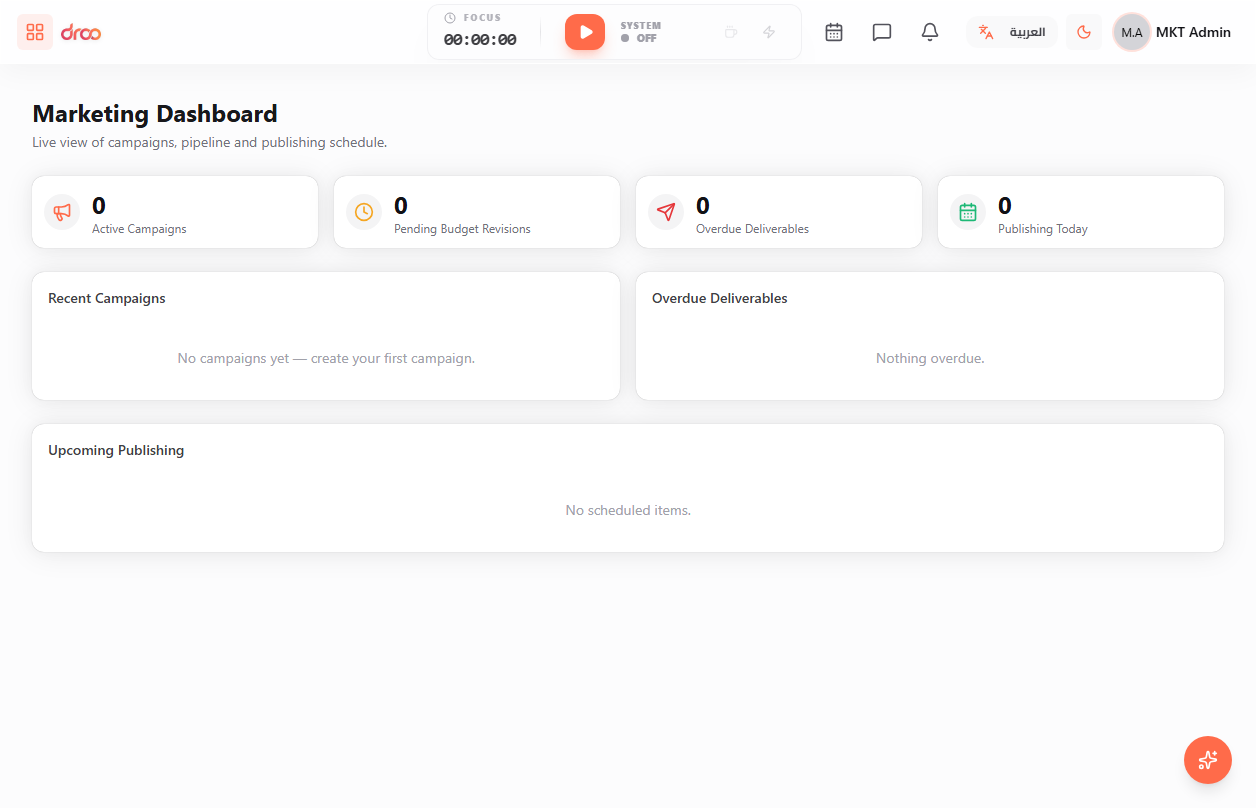 droo
FOCUS
00:00:00
SYSTEM
OFF
العربية
M.A
MKT Admin
Marketing Dashboard
Live view of campaigns, pipeline and publishing schedule.
0
Active Campaigns
0
Pending Budget Revisions
0
Overdue Deliverables
0
Publishing Today
Recent Campaigns
No campaigns yet — create your first campaign.
Overdue Deliverables
Nothing overdue.
Upcoming Publishing
No scheduled items.